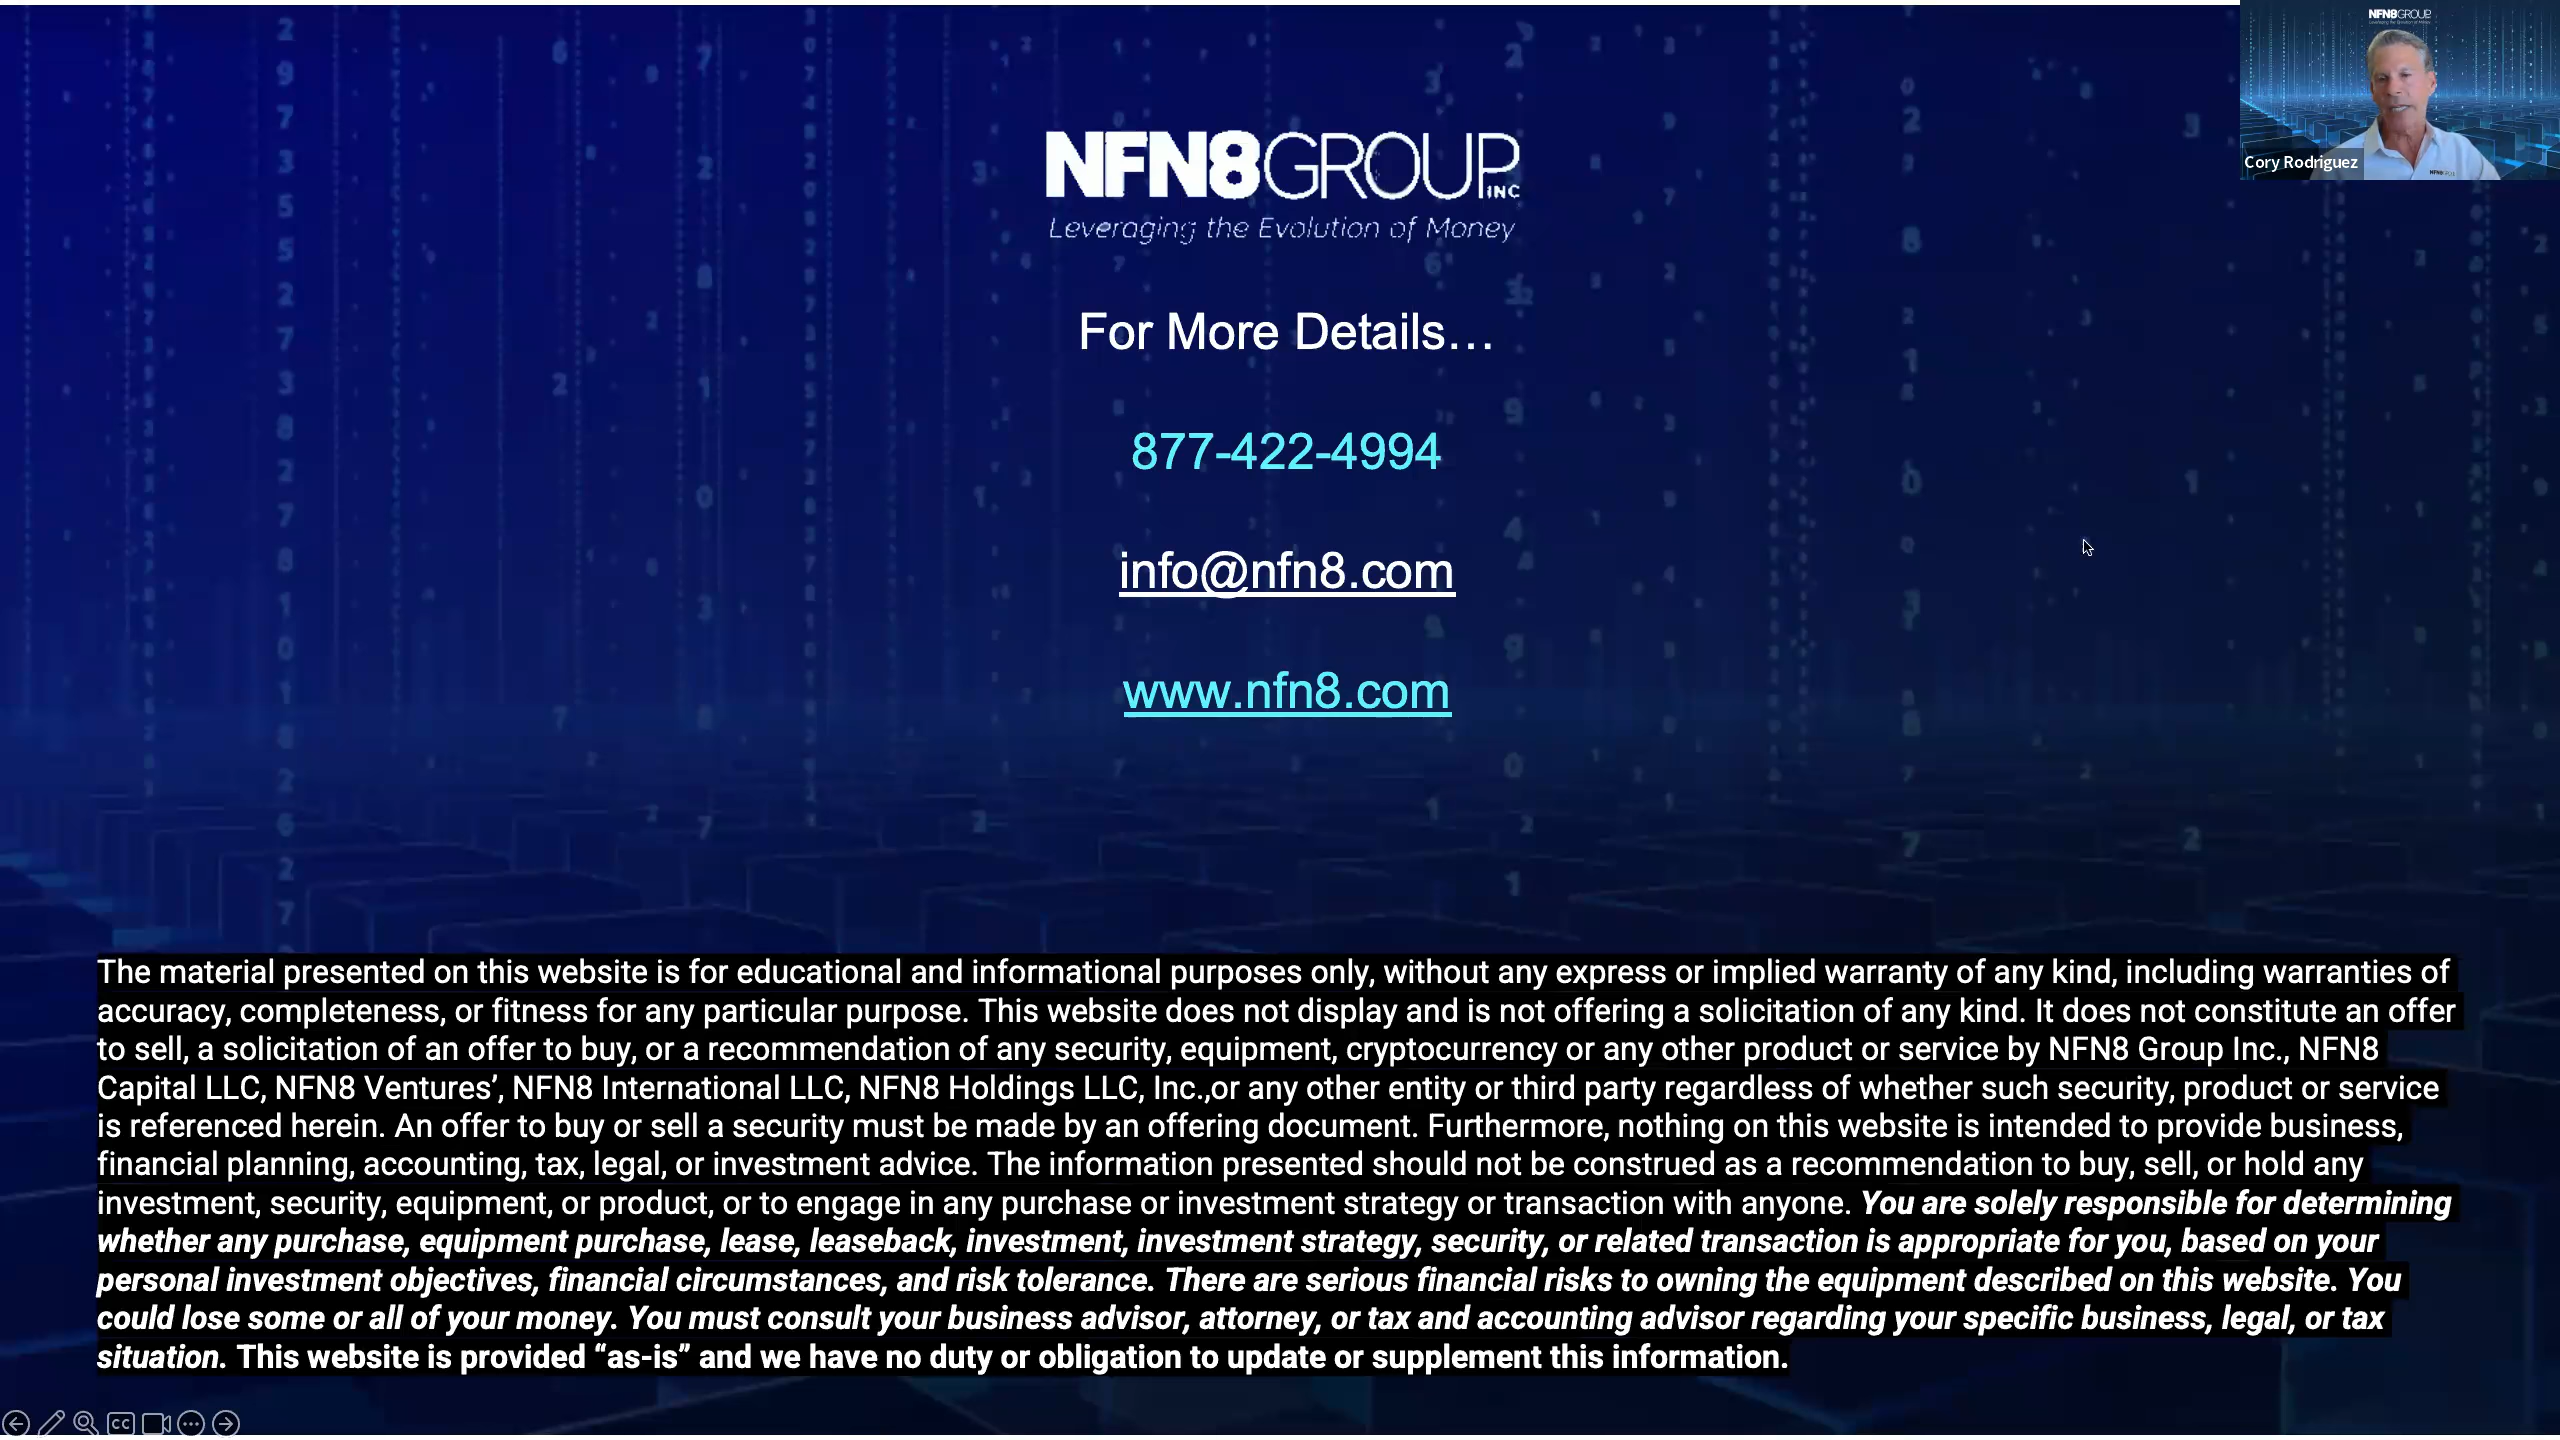 NFN8GROUP
Cory Rodriguez
NFN8GROUP INC
Leveraging the Evolution of Money
For More Details…
877-422-4994
info@nfn8.com
www.nfn8.com
The material presented on this website is for educational and informational purposes only, without any express or implied warranty of any kind, including warranties of
accuracy, completeness, or fitness for any particular purpose. This website does not display and is not offering a solicitation of any kind. It does not constitute an offer
to sell, a solicitation of an offer to buy, or a recommendation of any security, equipment, cryptocurrency or any other product or service by NFN8 Group Inc., NFN8
Capital LLC, NFN8 Ventures’, NFN8 International LLC, NFN8 Holdings LLC, Inc.,or any other entity or third party regardless of whether such security, product or service
is referenced herein. An offer to buy or sell a security must be made by an offering document. Furthermore, nothing on this website is intended to provide business,
financial planning, accounting, tax, legal, or investment advice. The information presented should not be construed as a recommendation to buy, sell, or hold any
investment, security, equipment, or product, or to engage in any purchase or investment strategy or transaction with anyone. You are solely responsible for determining
whether any purchase, equipment purchase, lease, leaseback, investment, investment strategy, security, or related transaction is appropriate for you, based on your
personal investment objectives, financial circumstances, and risk tolerance. There are serious financial risks to owning the equipment described on this website. You
could lose some or all of your money. You must consult your business advisor, attorney, or tax and accounting advisor regarding your specific business, legal, or tax
situation. This website is provided “as-is” and we have no duty or obligation to update or supplement this information.
CC